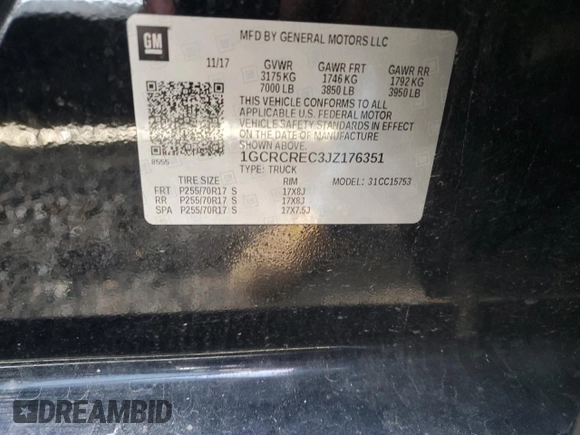 GM
MFD BY GENERAL MOTORS LLC
11/17 GVWR GAWR FRT GAWR RR
3175 KG 1746 KG 1792 KG
7000 LB 3850 LB 3950 LB
THIS VEHICLE CONFORMS TO ALL
APPLICABLE U.S. FEDERAL MOTOR
VEHICLE SAFETY STANDARDS IN EFFECT
ON THE DATE OF MANUFACTURE
SHOWN ABOVE.
8555
1GCRCREC3JZ176351
TYPE: TRUCK
TIRE SIZE RIM MODEL: 31CC15753
FRT P255/70R17 S 17X8J
RR P255/70R17 S 17X8J
SPA P255/70R17 S 17X7.5J
DREAMBID